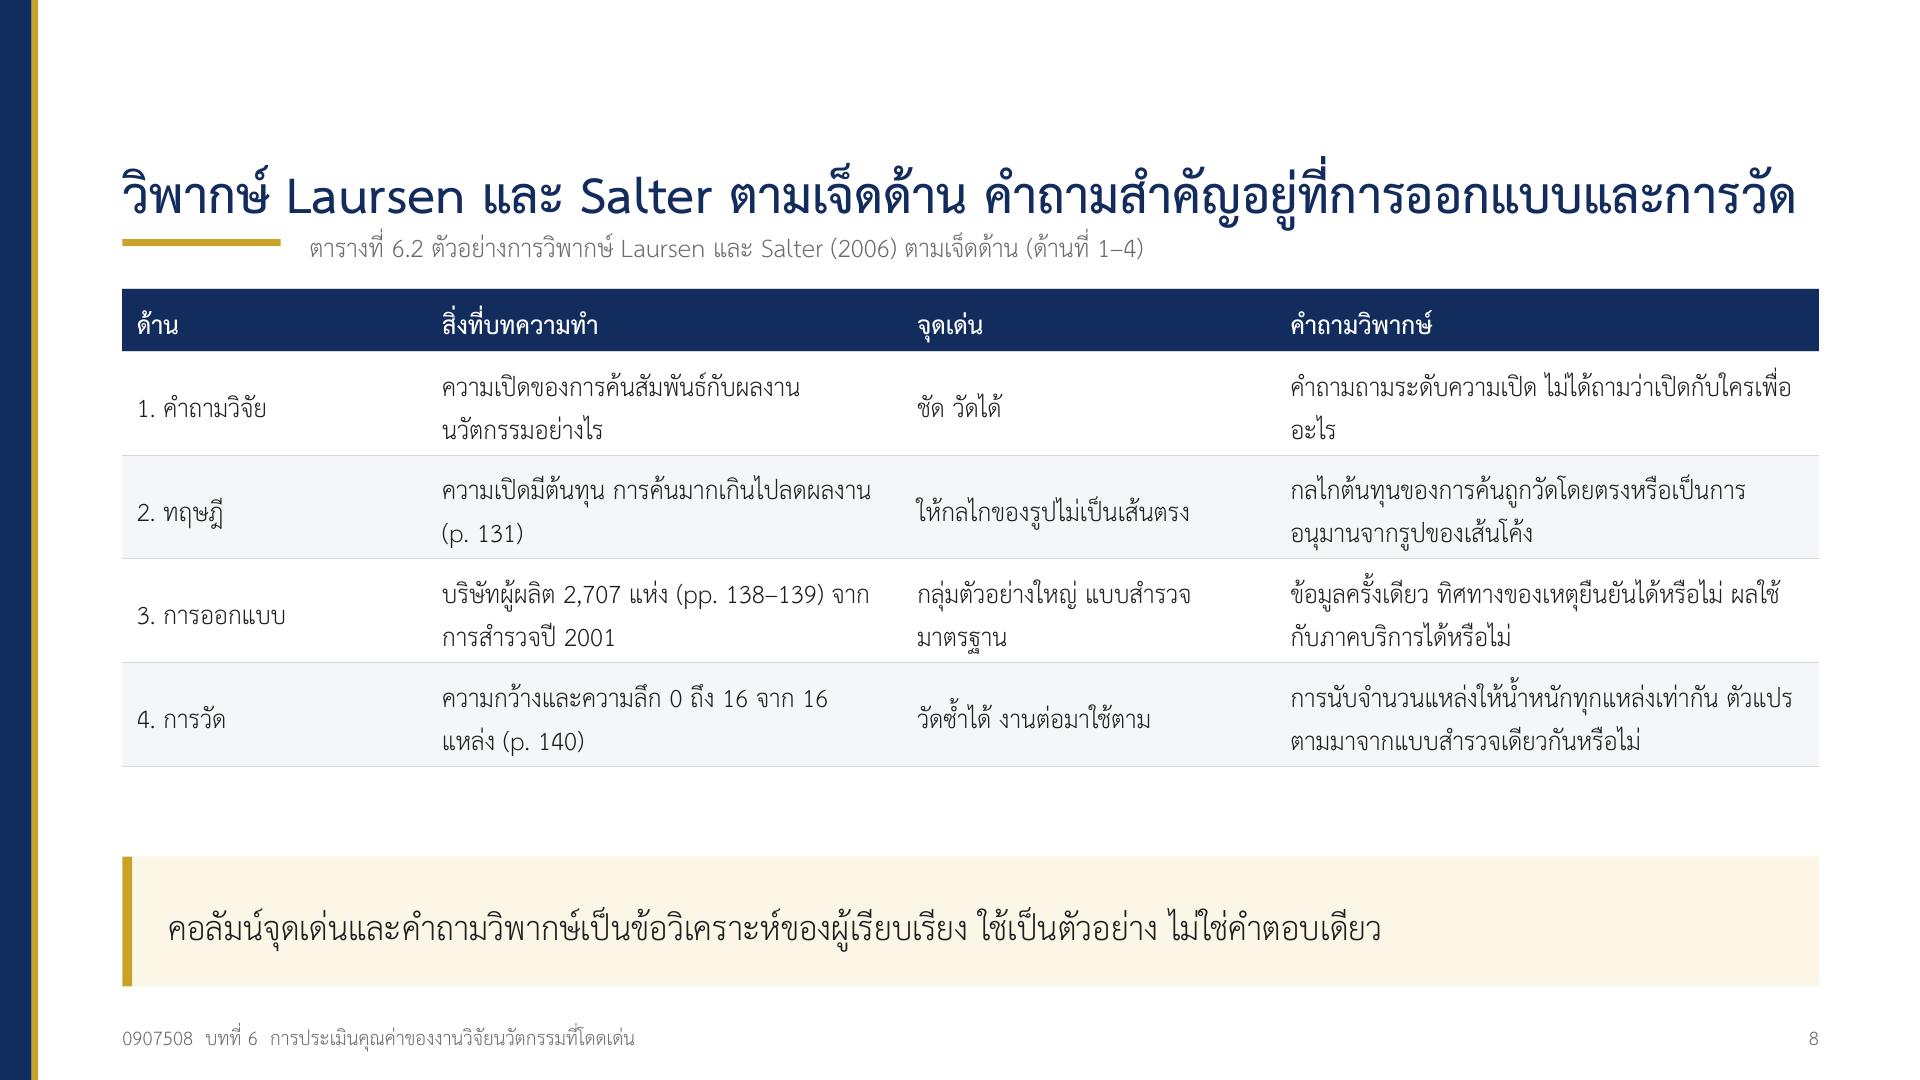 วิพากษ์ Laursen และ Salter ตามเจ็ดด้าน คำถามสำคัญอยู่ที่การออกแบบและการวัด
ตารางที่ 6.2 ตัวอย่างการวิพากษ์ Laursen และ Salter (2006) ตามเจ็ดด้าน (ด้านที่ 1–4)
ด้าน สิ่งที่บทความทำ จุดเด่น คำถามวิพากษ์
1. คำถามวิจัย
ความเปิดของการค้นสัมพันธ์กับผลงาน
นวัตกรรมอย่างไร
ชัด วัดได้
คำถามถามระดับความเปิด ไม่ได้ถามว่าเปิดกับใครเพื่อ
อะไร
2. ทฤษฎี
ความเปิดมีต้นทุน การค้นมากเกินไปลดผลงาน
(p. 131)
ให้กลไกของรูปไม่เป็นเส้นตรง
กลไกต้นทุนของการค้นถูกวัดโดยตรงหรือเป็นการ
อนุมานจากรูปของเส้นโค้ง
3. การออกแบบ
บริษัทผู้ผลิต 2,707 แห่ง (pp. 138–139) จาก
การสำรวจปี 2001
กลุ่มตัวอย่างใหญ่ แบบสำรวจ
มาตรฐาน
ข้อมูลครั้งเดียว ทิศทางของเหตุยืนยันได้หรือไม่ ผลใช้
กับภาคบริการได้หรือไม่
4. การวัด
ความกว้างและความลึก 0 ถึง 16 จาก 16
แหล่ง (p. 140)
วัดซ้ำได้ งานต่อมาใช้ตาม
การนับจำนวนแหล่งให้น้ำหนักทุกแหล่งเท่ากัน ตัวแปร
ตามมาจากแบบสำรวจเดียวกันหรือไม่
คอลัมน์จุดเด่นและคำถามวิพากษ์เป็นข้อวิเคราะห์ของผู้เรียบเรียง ใช้เป็นตัวอย่าง ไม่ใช่คำตอบเดียว
0907508 บทที่ 6 การประเมินคุณค่าของงานวิจัยนวัตกรรมที่โดดเด่น
8